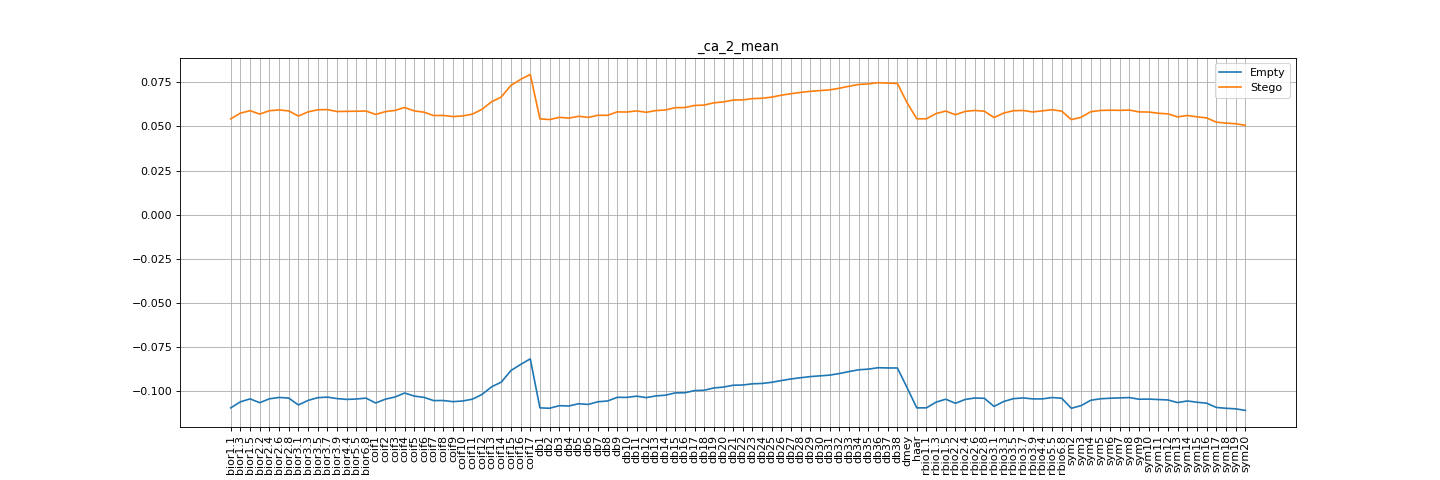 _ca_2_mean
Empty
Stego
0.075
0.050
0.025
0.000
−0.025
−0.050
−0.075
−0.100
bior1.1
bior1.3
bior1.5
bior2.2
bior2.4
bior2.6
bior2.8
bior3.1
bior3.3
bior3.5
bior3.7
bior3.9
bior4.4
bior5.5
bior6.8
coif1
coif2
coif3
coif4
coif5
coif6
coif7
coif8
coif9
coif10
coif11
coif12
coif13
coif14
coif15
coif16
coif17
db1
db2
db3
db4
db5
db6
db7
db8
db9
db10
db11
db12
db13
db14
db15
db16
db17
db18
db19
db20
db21
db22
db23
db24
db25
db26
db27
db28
db29
db30
db31
db32
db33
db34
db35
db36
db37
db38
dmey
haar
rbio1.1
rbio1.3
rbio1.5
rbio2.2
rbio2.4
rbio2.6
rbio2.8
rbio3.1
rbio3.3
rbio3.5
rbio3.7
rbio3.9
rbio4.4
rbio5.5
rbio6.8
sym2
sym3
sym4
sym5
sym6
sym7
sym8
sym9
sym10
sym11
sym12
sym13
sym14
sym15
sym16
sym17
sym18
sym19
sym20